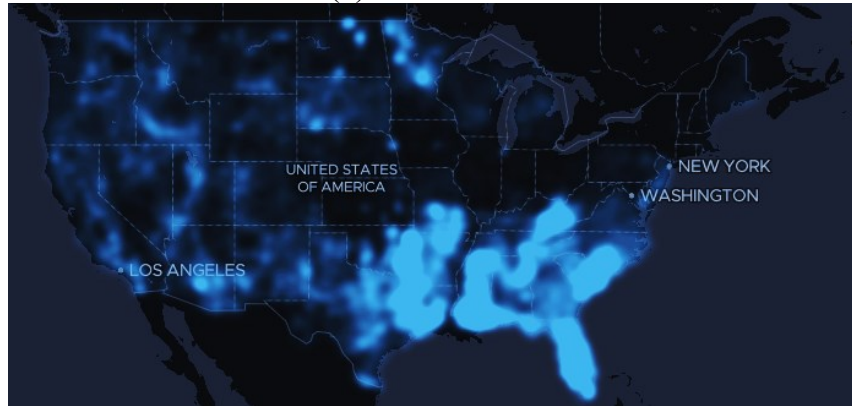 UNITED STATES
OF AMERICA
NEW YORK
WASHINGTON
LOS ANGELES